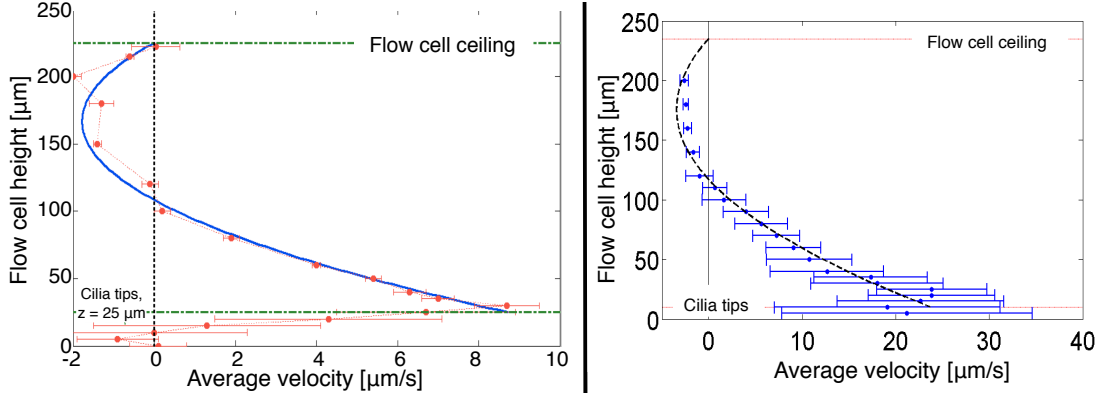 250
200
150
100
50
0
Flow cell height [µm]
Flow cell ceiling
Cilia tips,
z = 25 µm
-2 0 2 4 6 8 10
Average velocity [µm/s]
250
200
150
100
50
0
Flow cell height [µm]
Flow cell ceiling
Cilia tips
0 10 20 30 40
Average velocity [µm/s]